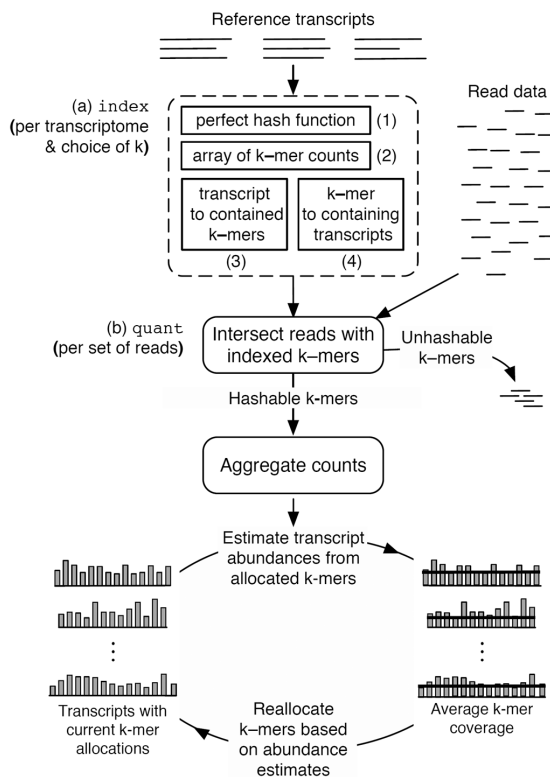 Reference transcripts
(a) index
(per transcriptome
& choice of k)
Read data
perfect hash function
(1)
array of k–mer counts
(2)
transcript
to contained
k–mers
k–mer
to containing
transcripts
(3)
(4)
(b) quant
(per set of reads)
Intersect reads with
indexed k–mers
Unhashable
k–mers
Hashable k-mers
Aggregate counts
Estimate transcript
abundances from
allocated k-mers
Transcripts with
current k-mer
allocations
Reallocate
k–mers based
on abundance
estimates
Average k-mer
coverage